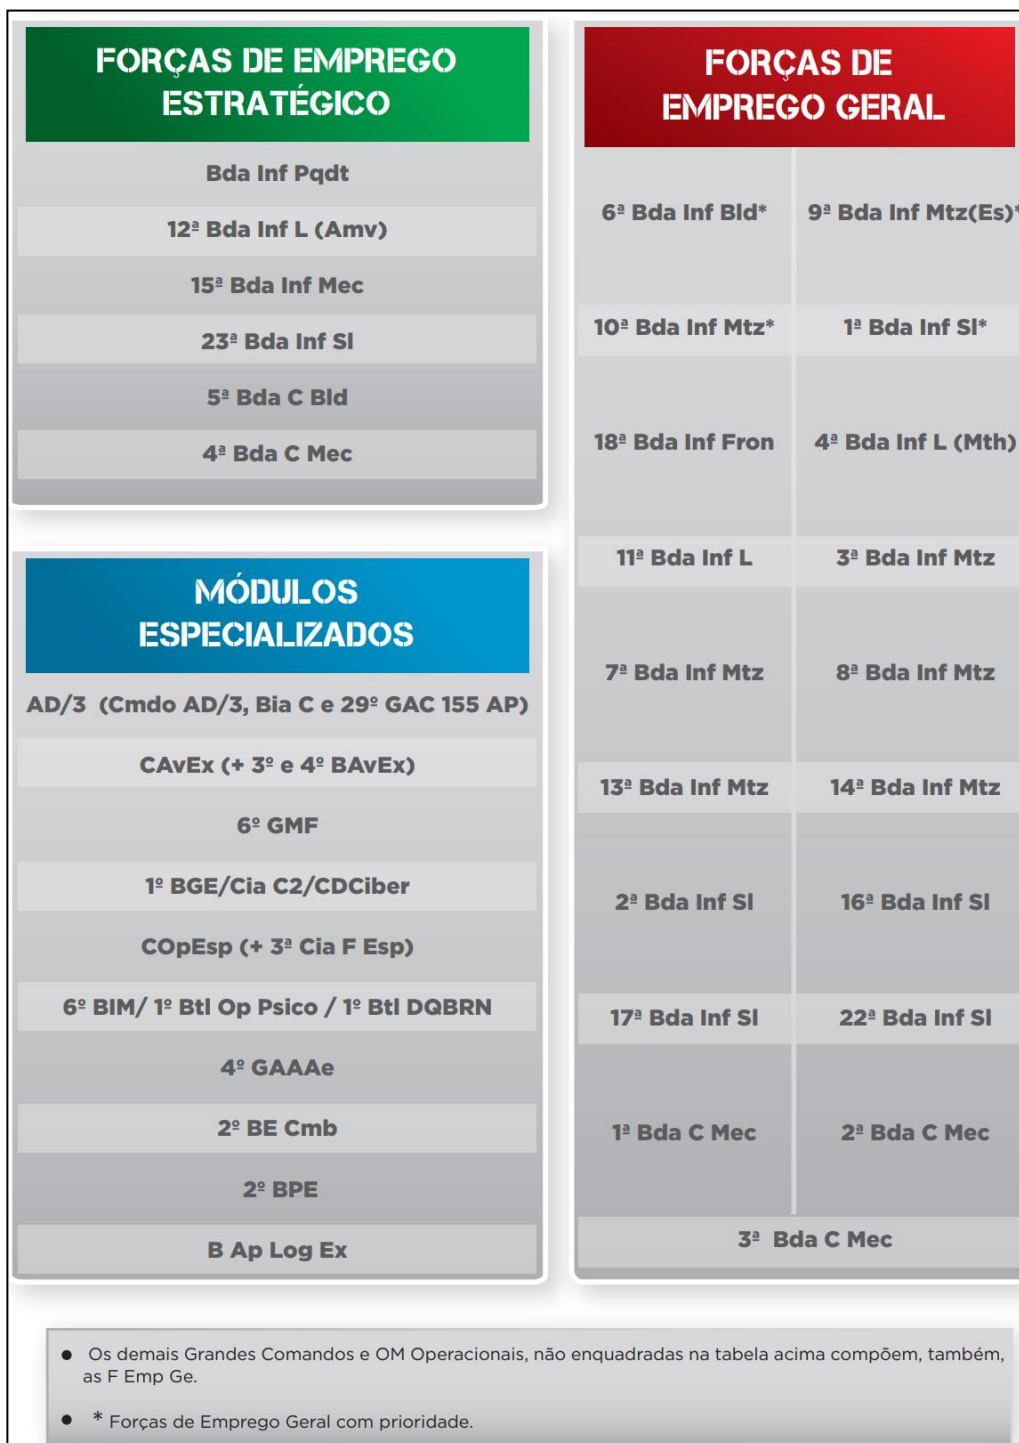 FORÇAS DE EMPREGO
ESTRATÉGICO
Bda Inf Pqdt
12ª Bda Inf L (Amv)
15ª Bda Inf Mec
23ª Bda Inf Sl
5ª Bda C Bld
4ª Bda C Mec
MÓDULOS
ESPECIALIZADOS
AD/3 (Cmdo AD/3, Bia C e 29º GAC 155 AP)
CAvEx (+ 3º e 4º BAvEx)
6º GMF
1º BGE/Cia C2/CDCiber
COpEsp (+ 3ª Cia F Esp)
6º BIM/ 1º Btl Op Psico / 1º Btl DQBRN
4º GAAAe
2º BE Cmb
2º BPE
B Ap Log Ex
FORÇAS DE
EMPREGO GERAL
6ª Bda Inf Bld* 9ª Bda Inf Mtz(Es)*
10ª Bda Inf Mtz* 1ª Bda Inf Sl*
18ª Bda Inf Fron 4ª Bda Inf L (Mth)
11ª Bda Inf L 3ª Bda Inf Mtz
7ª Bda Inf Mtz 8ª Bda Inf Mtz
13ª Bda Inf Mtz 14ª Bda Inf Mtz
2ª Bda Inf Sl 16ª Bda Inf Sl
17ª Bda Inf Sl 22ª Bda Inf Sl
1ª Bda C Mec 2ª Bda C Mec
3ª Bda C Mec
● Os demais Grandes Comandos e OM Operacionais, não enquadradas na tabela acima compõem, também,
as F Emp Ge.
● * Forças de Emprego Geral com prioridade.